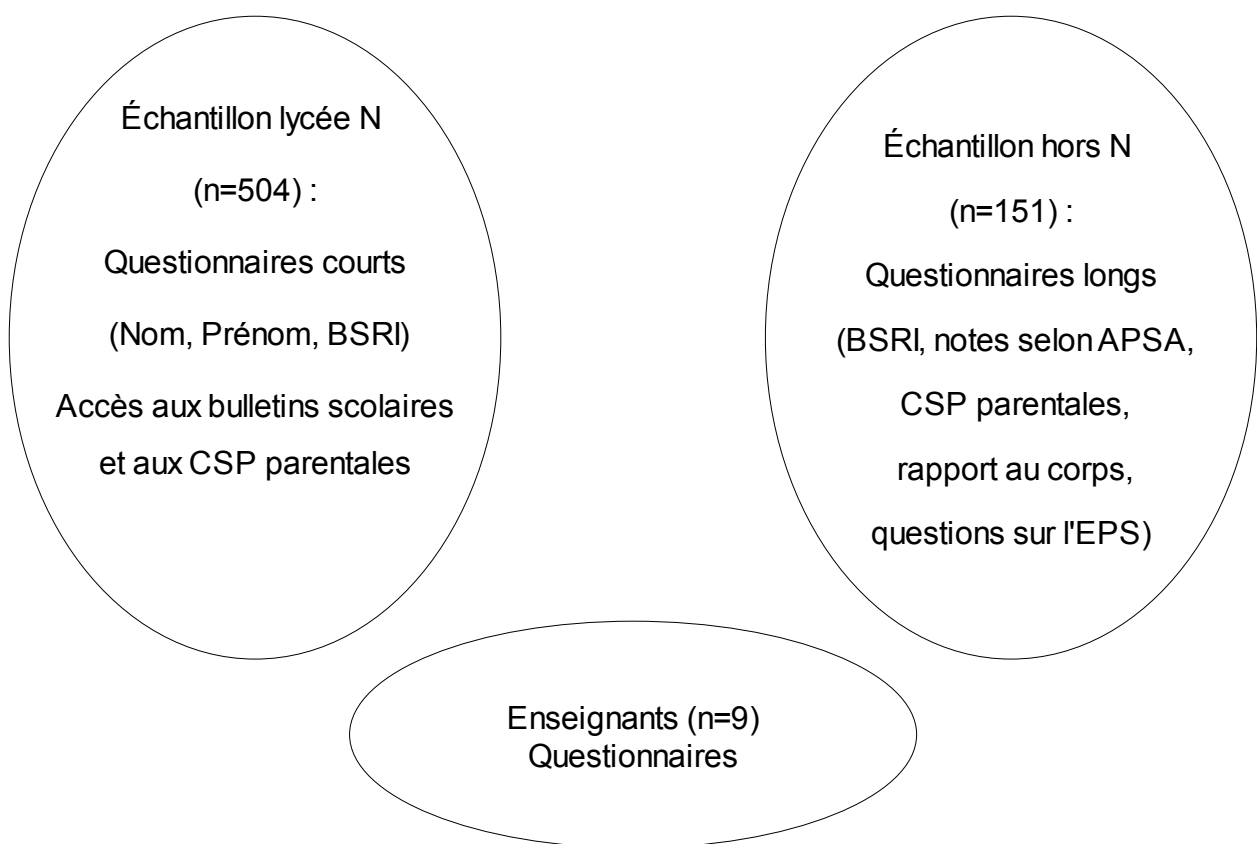 Échantillon lycée N
(n=504) :
Questionnaires courts
(Nom, Prénom, BSRI)
Accès aux bulletins scolaires
et aux CSP parentales
Échantillon hors N
(n=151) :
Questionnaires longs
(BSRI, notes selon APSA,
CSP parentales,
rapport au corps,
questions sur l'EPS)
Enseignants (n=9)
Questionnaires